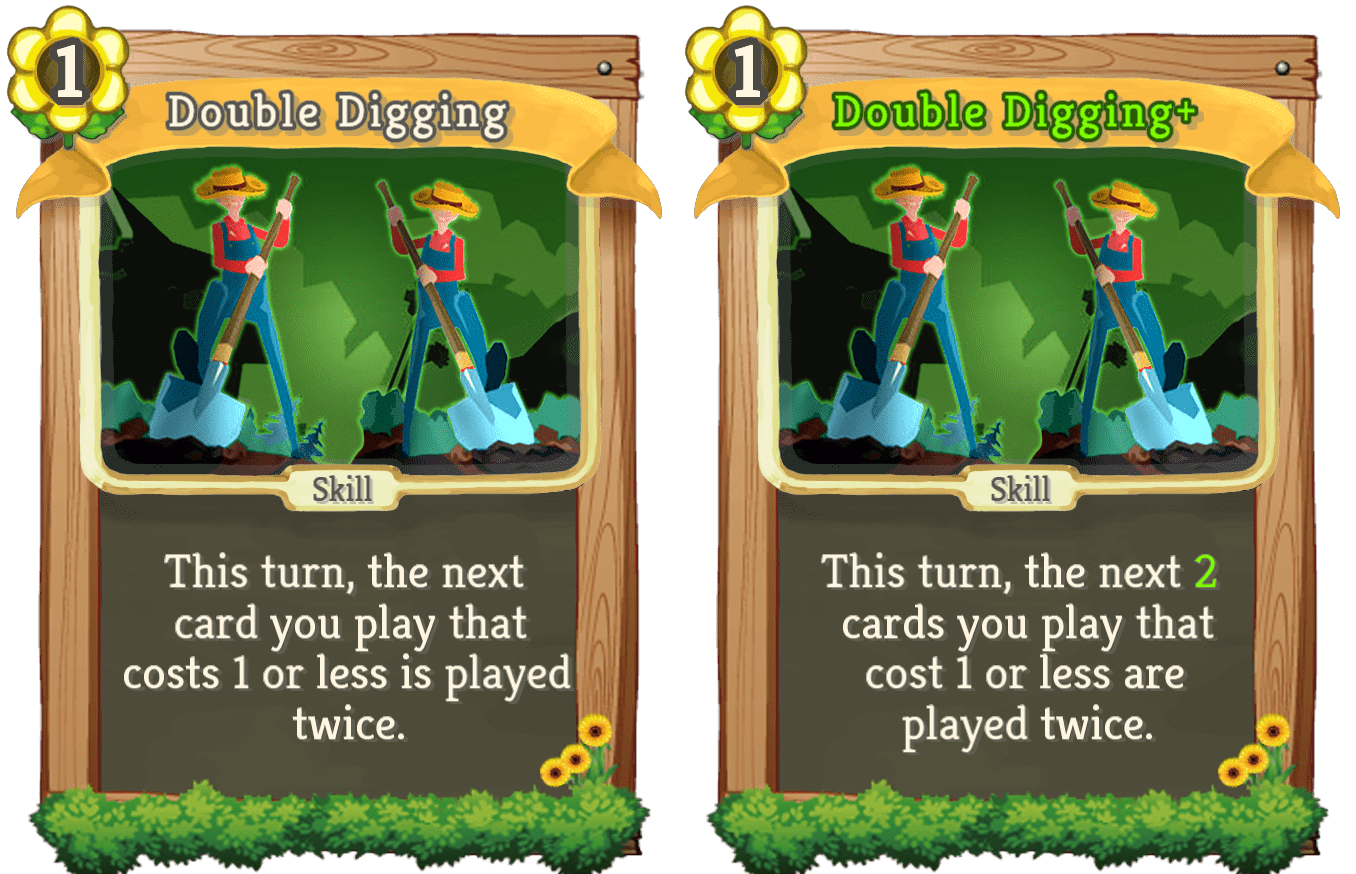 1
Double Digging
Skill
This turn, the next
card you play that
costs 1 or less is played
twice.
1
Double Digging+
Skill
This turn, the next 2
cards you play that
cost 1 or less are
played twice.